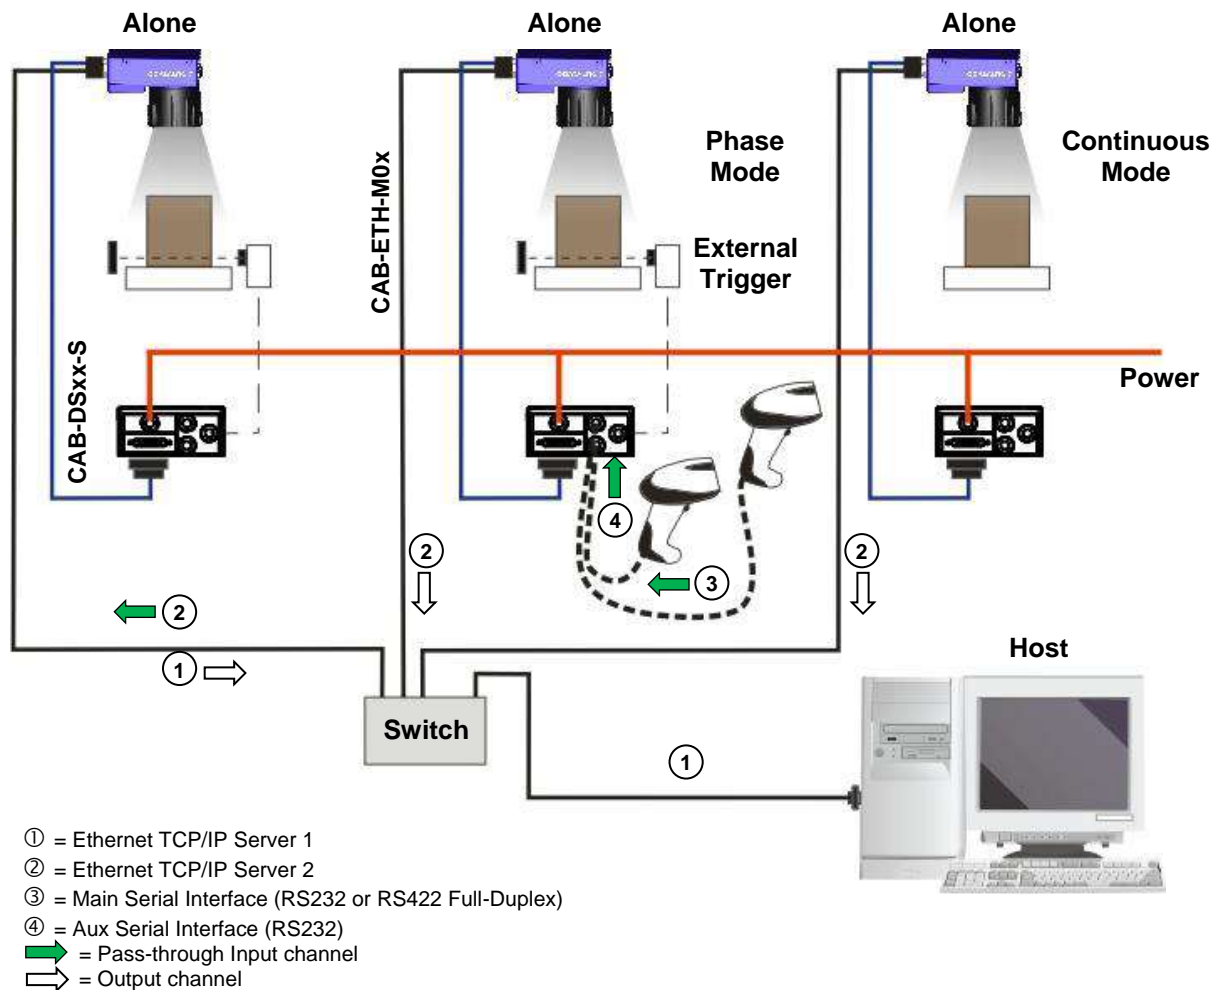 Alone
Alone
Alone
Phase
Mode
Continuous
Mode
CAB-ETH-M0x
External
Trigger
CAB-DSxx-S
Power
④
②
②
③
②
①
Host
Switch
①
① = Ethernet TCP/IP Server 1
② = Ethernet TCP/IP Server 2
③ = Main Serial Interface (RS232 or RS422 Full-Duplex)
④ = Aux Serial Interface (RS232)
= Pass-through Input channel
= Output channel